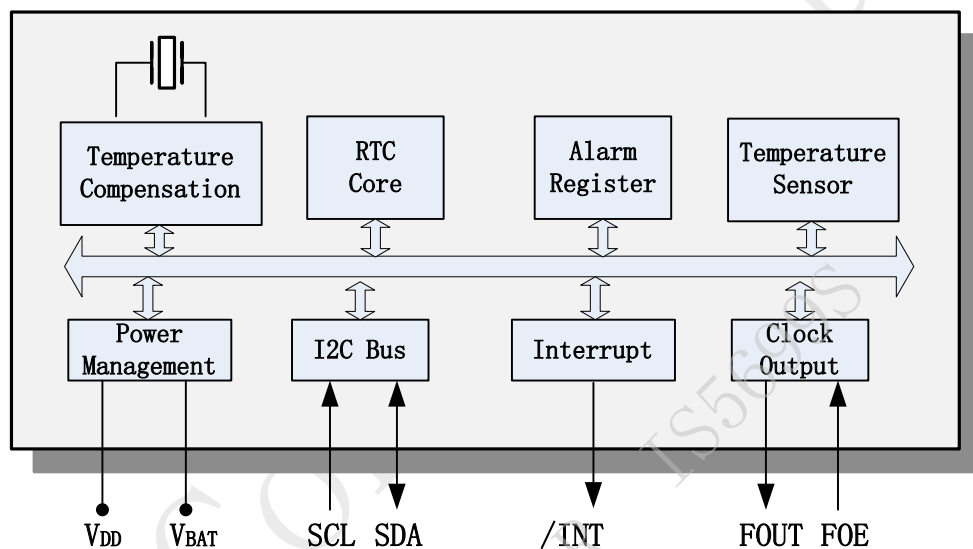 Temperature
Compensation
RTC
Core
Alarm
Register
Temperature
Sensor
Power
Management
I2C Bus
Interrupt
Clock
Output
VDD
VBAT
SCL
SDA
/INT
FOUT
FOE
IS5699S